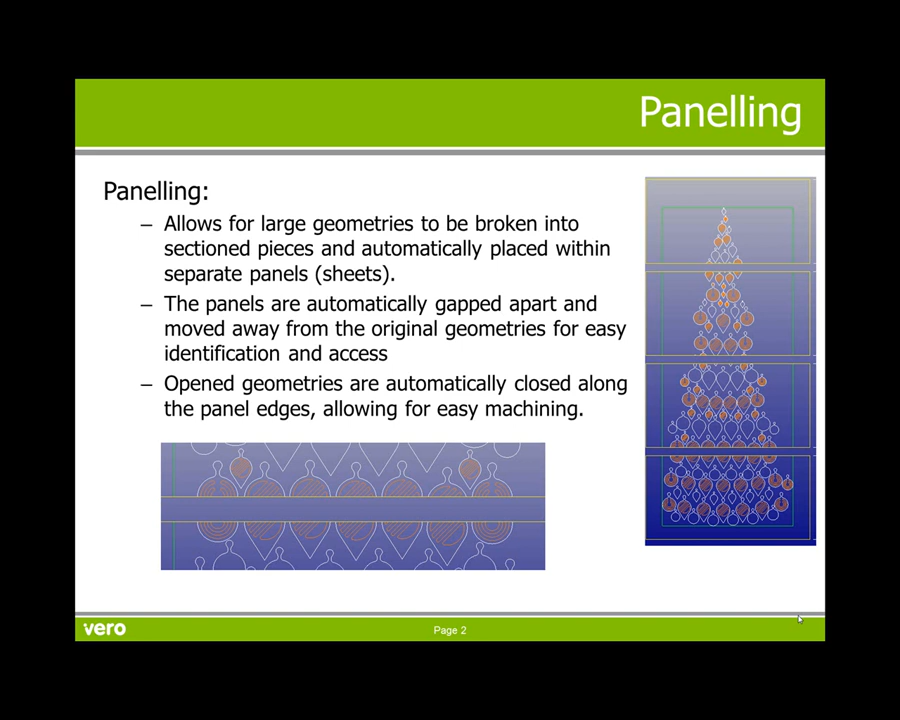 Panelling
Panelling:
– Allows for large geometries to be broken into
sectioned pieces and automatically placed within
separate panels (sheets).
– The panels are automatically gapped apart and
moved away from the original geometries for easy
identification and access
– Opened geometries are automatically closed along
the panel edges, allowing for easy machining.
vero
Page 2